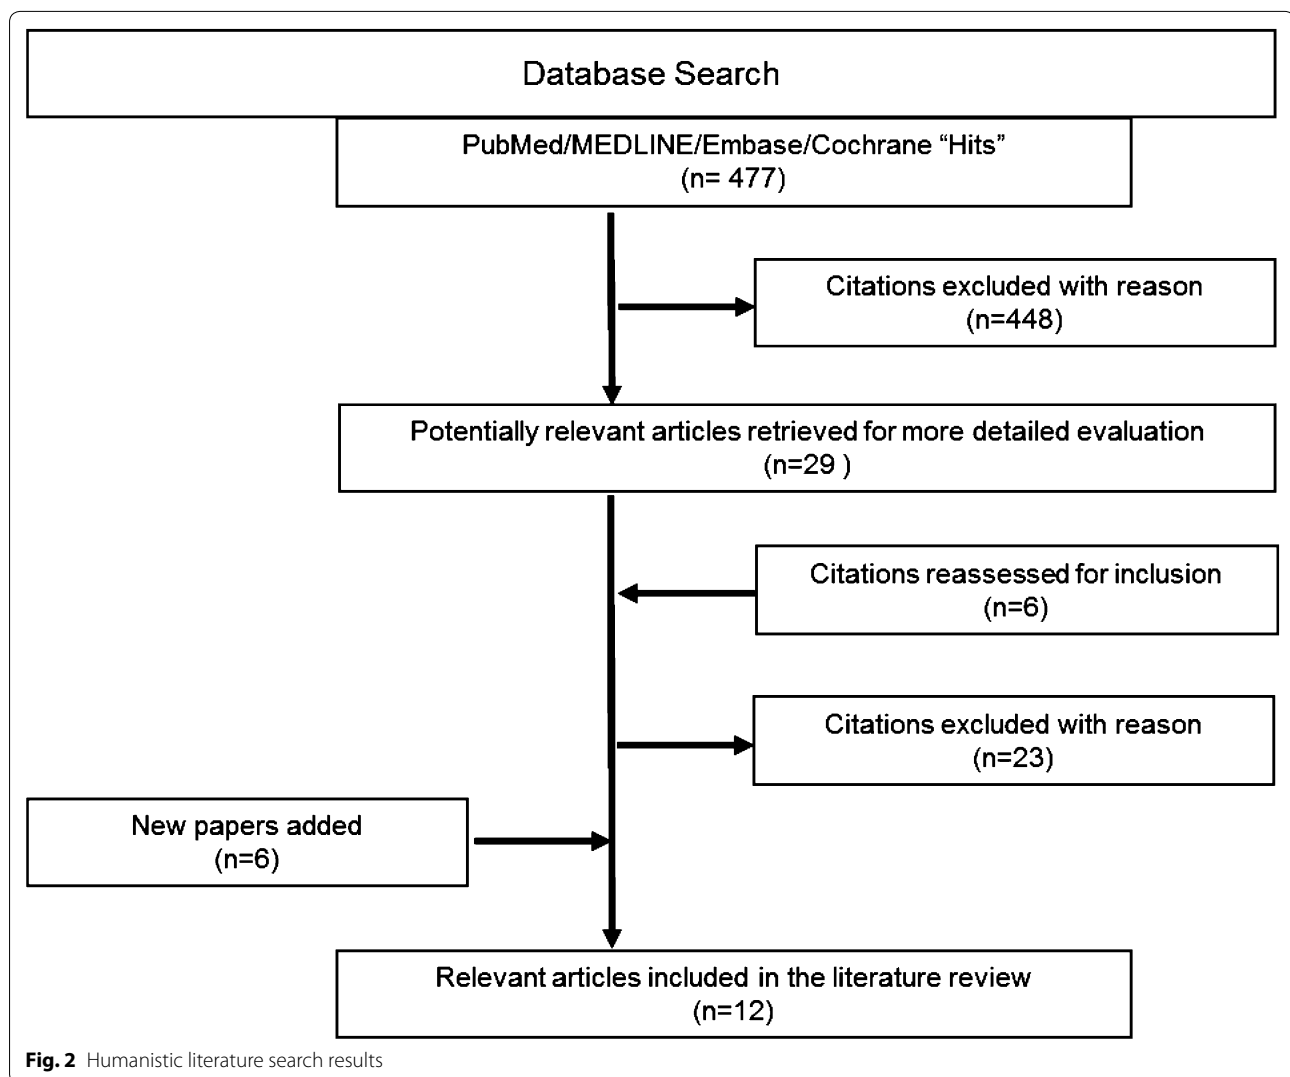 Database Search
PubMed/MEDLINE/Embase/Cochrane “Hits”
(n= 477)
Citations excluded with reason
(n=448)
Potentially relevant articles retrieved for more detailed evaluation
(n=29 )
Citations reassessed for inclusion
(n=6)
Citations excluded with reason
(n=23)
New papers added
(n=6)
Relevant articles included in the literature review
(n=12)
Fig. 2 Humanistic literature search results